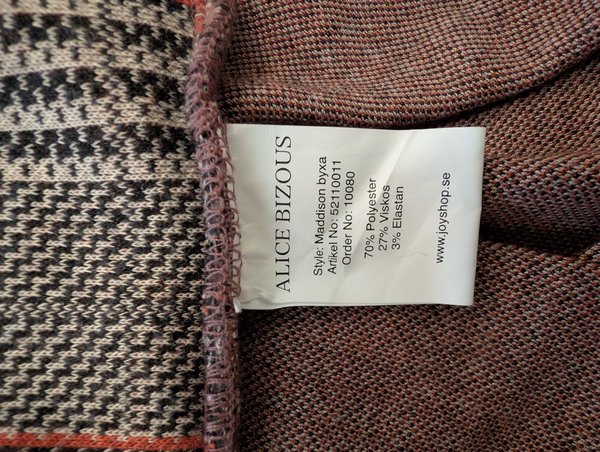 ALICE BIZOUS
Style: Maddison byxa
Artikel No: 52110011
Order No: 10080
70% Polyester
27% Viskos
3% Elastan
www.joyshop.se